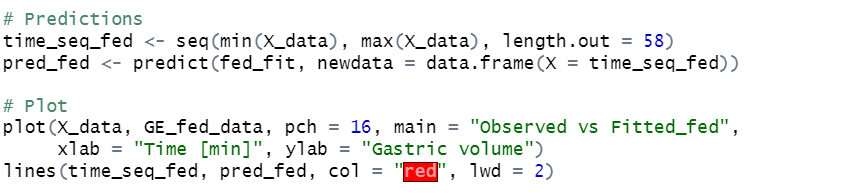 # Predictions
time_seq_fed <- seq(min(X_data), max(X_data), length.out = 58)
pred_fed <- predict(fed_fit, newdata = data.frame(X = time_seq_fed))
# Plot
plot(X_data, GE_fed_data, pch = 16, main = "Observed vs Fitted_fed",
xlab = "Time [min]", ylab = "Gastric volume")
lines(time_seq_fed, pred_fed, col = "red", lwd = 2)